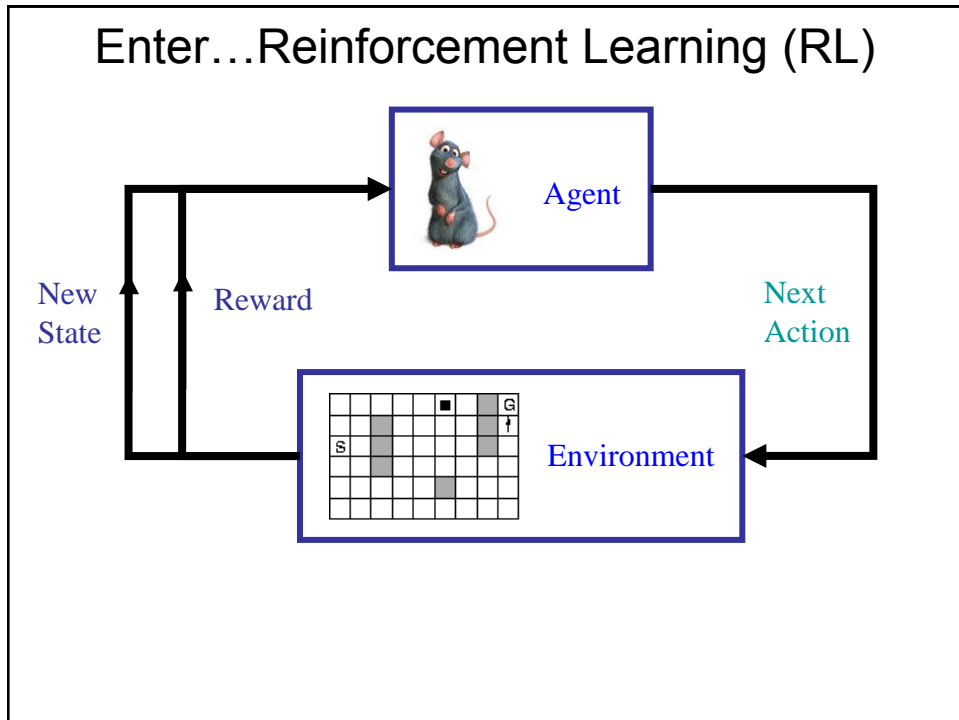 Enter…Reinforcement Learning (RL)
Agent
New
State
Reward
Next
Action
G
S
Environment